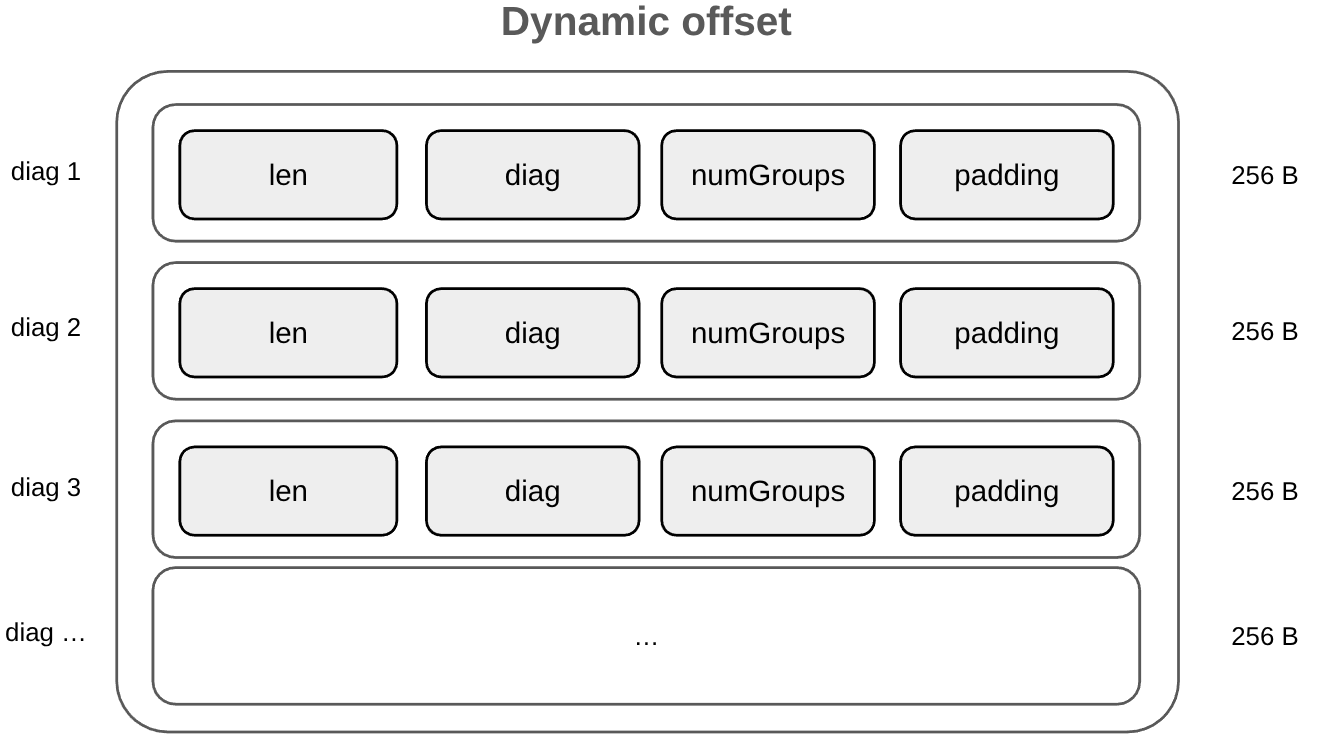 Dynamic offset
diag 1 len diag numGroups padding 256 B
diag 2 len diag numGroups padding 256 B
diag 3 len diag numGroups padding 256 B
diag … … 256 B